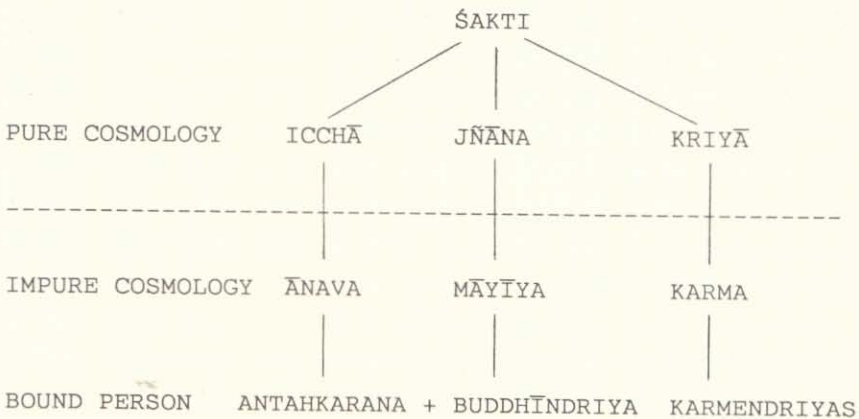 ŚAKTI
PURE COSMOLOGY ICCHĀ JÑĀNA KRIYĀ
IMPURE COSMOLOGY ĀNAVA MĀYĪYA KARMA
BOUND PERSON ANTAHKARANA + BUDDHĪNDRIYA KARMENDRIYAS